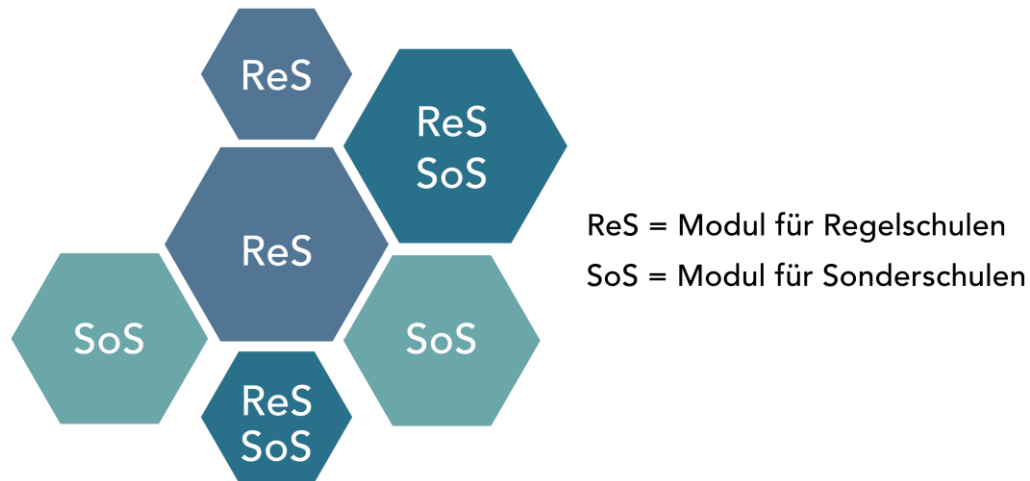 ReS
ReS
SoS
ReS
SoS
SoS
ReS
SoS
ReS = Modul für Regelschulen
SoS = Modul für Sonderschulen